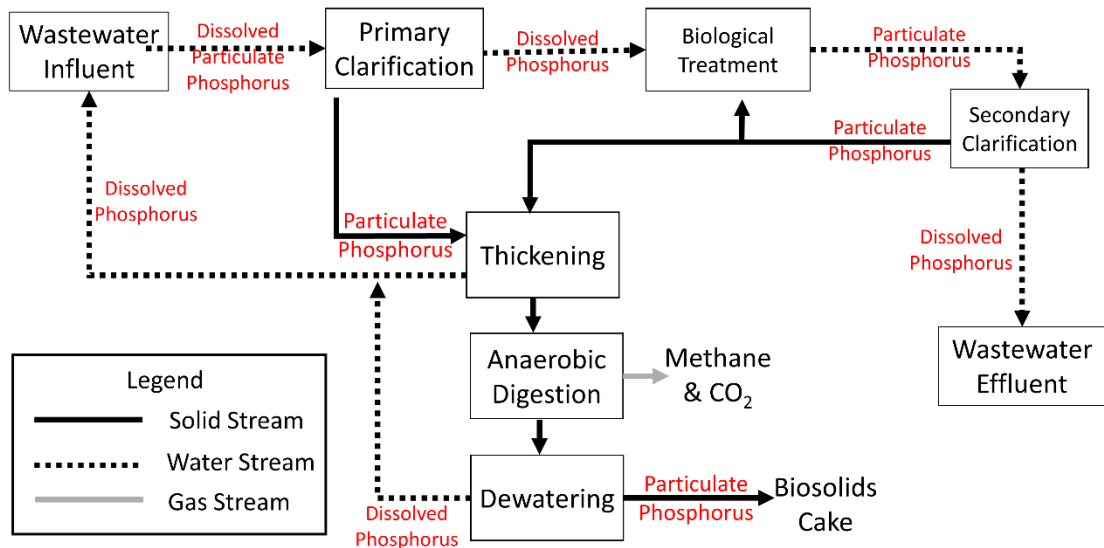 Wastewater
Influent
Dissolved
Particulate
Phosphorus
Primary
Clarification
Dissolved
Phosphorus
Biological
Treatment
Particulate
Phosphorus
Secondary
Clarification
Particulate
Phosphorus
Dissolved
Phosphorus
Particulate
Phosphorus
Thickening
Dissolved
Phosphorus
Wastewater
Effluent
Anaerobic
Digestion
Methane
& CO₂
Legend
Solid Stream
Water Stream
Gas Stream
Dewatering
Dissolved
Phosphorus
Particulate
Phosphorus
Biosolids
Cake